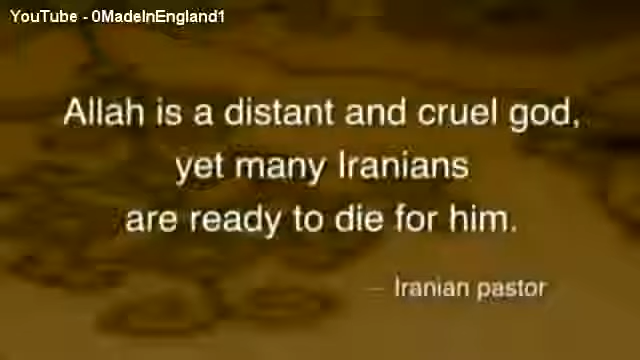 YouTube - 0MadeInEngland1
Allah is a distant and cruel god,
yet many Iranians
are ready to die for him.
– Iranian pastor